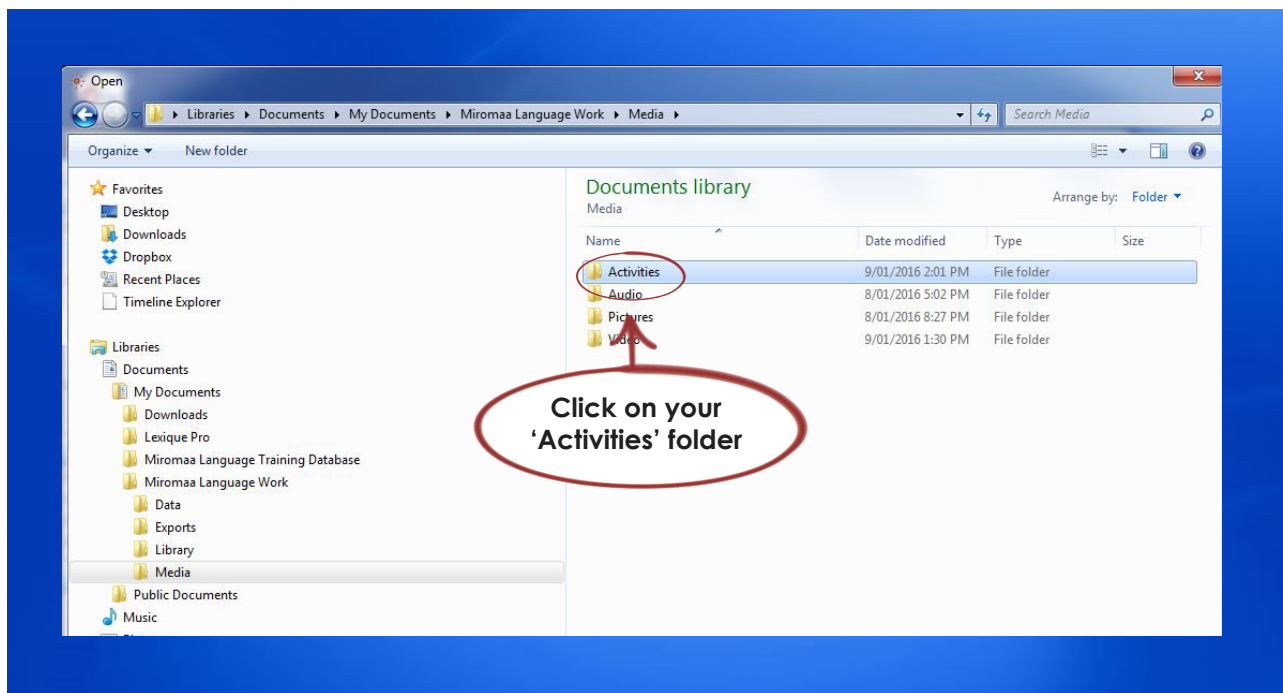 Open
Libraries ▸ Documents ▸ My Documents ▸ Miromaa Language Work ▸ Media ▸
Search Media
Organize ▾ New folder
Favorites
Desktop
Downloads
Dropbox
Recent Places
Timeline Explorer
Libraries
Documents
My Documents
Downloads
Lexique Pro
Miromaa Language Training Database
Miromaa Language Work
Data
Exports
Library
Media
Public Documents
Music
Documents library
Media
Arrange by: Folder ▾
Name Date modified Type Size
Activities 9/01/2016 2:01 PM File folder
Audio 8/01/2016 5:02 PM File folder
Pictures 8/01/2016 8:27 PM File folder
Video 9/01/2016 1:30 PM File folder
Click on your
‘Activities’ folder